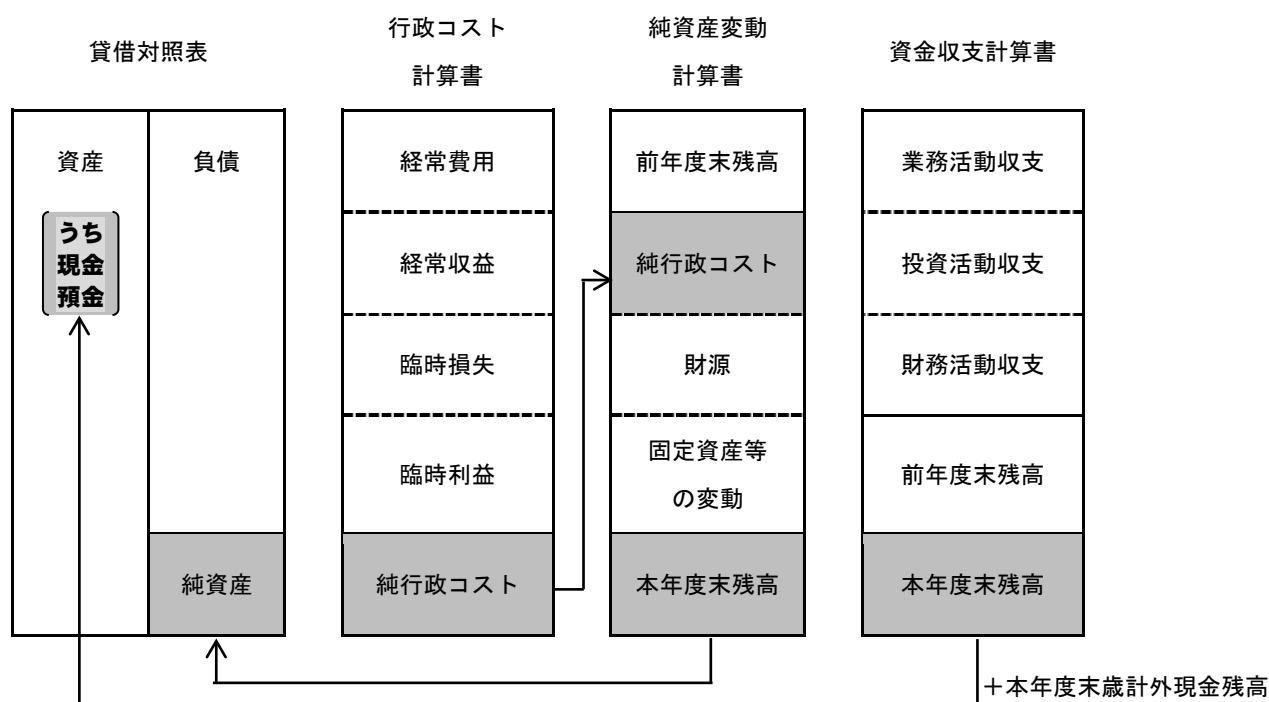 貸借対照表
行政コスト
計算書
純資産変動
計算書
資金収支計算書
資産
うち
現金
預金
負債
純資産
経常費用
経常収益
臨時損失
臨時利益
純行政コスト
前年度末残高
純行政コスト
財源
固定資産等
の変動
本年度末残高
業務活動収支
投資活動収支
財務活動収支
前年度末残高
本年度末残高
＋本年度末歳計外現金残高